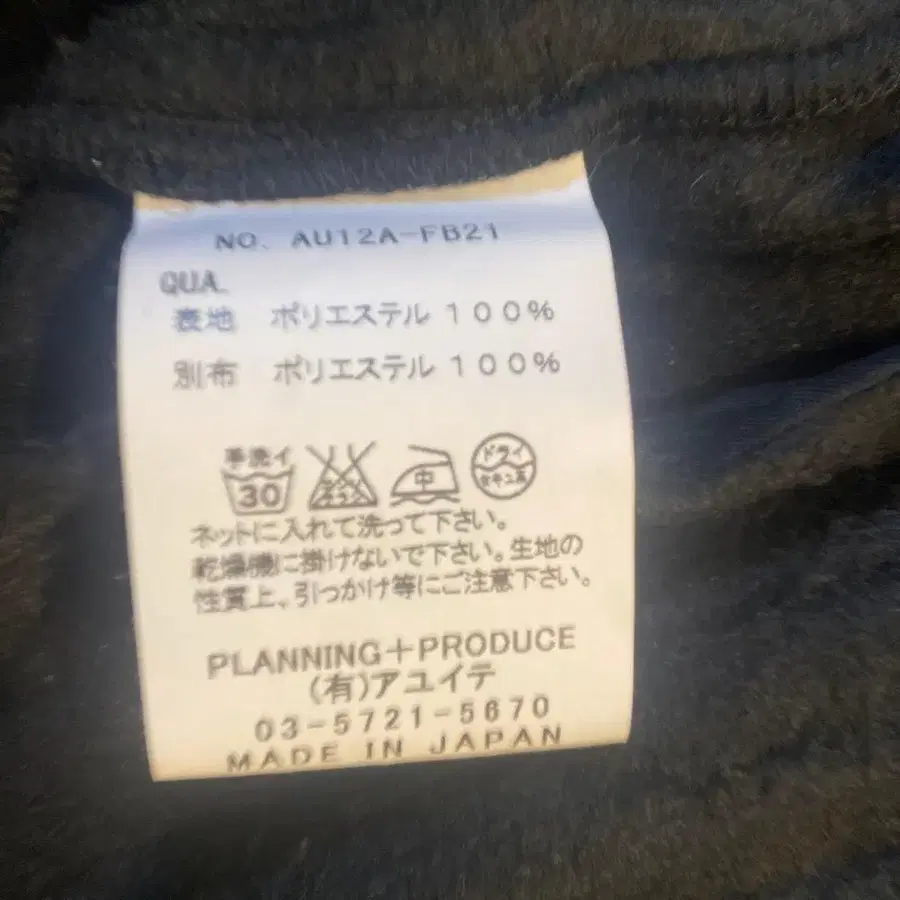 NO. AU12A-FB21
QUA.
表地 ポリエステル 100%
別布 ポリエステル 100%
手洗イ 30 中 ドライ セキユ系
ネットに入れて洗って下さい。
乾燥機に掛けないで下さい。生地の
性質上、引っかけ等にご注意下さい。
PLANNING+PRODUCE
(有)アユイテ
03-5721-5670
MADE IN JAPAN